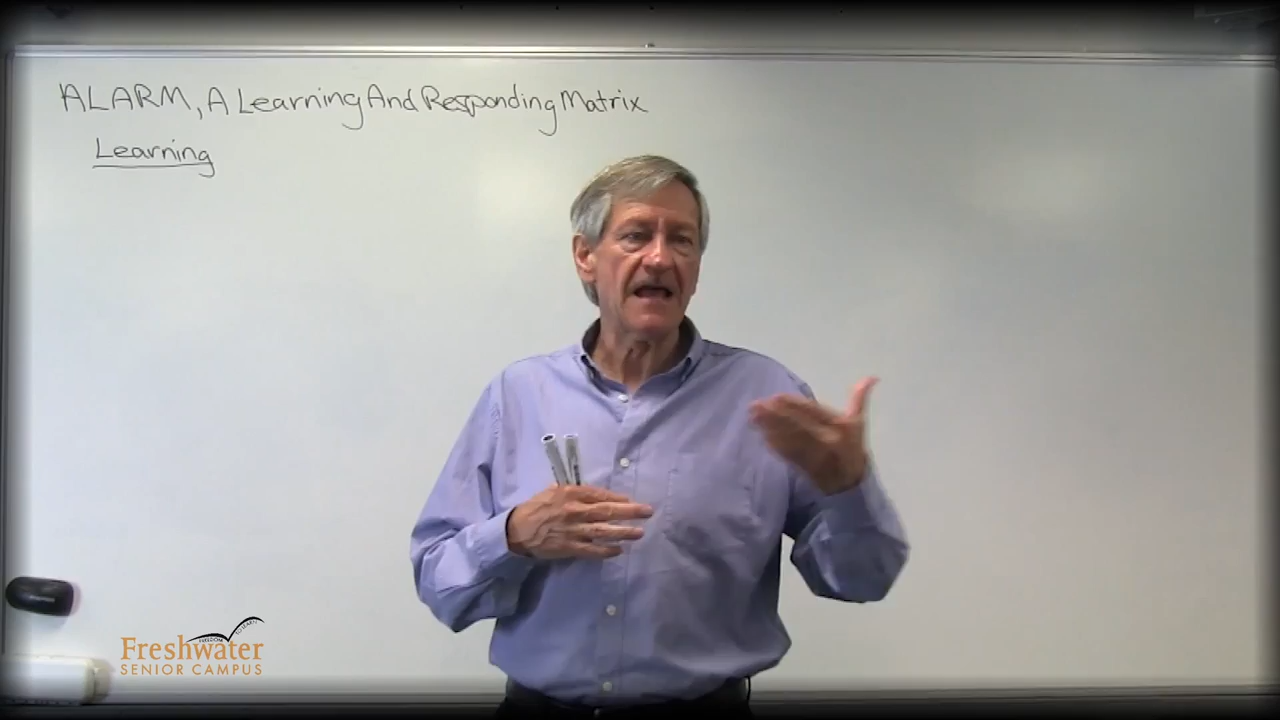 ALARM, A Learning And Responding Matrix
Learning
Freshwater
SENIOR CAMPUS